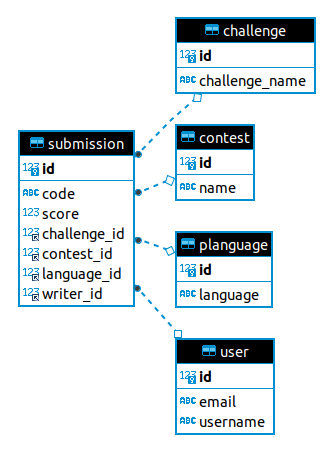 challenge
123 id
ABC challenge_name
contest
123 id
ABC name
submission
123 id
ABC code
123 score
123 challenge_id
123 contest_id
123 language_id
123 writer_id
planguage
123 id
ABC language
user
123 id
ABC email
ABC username